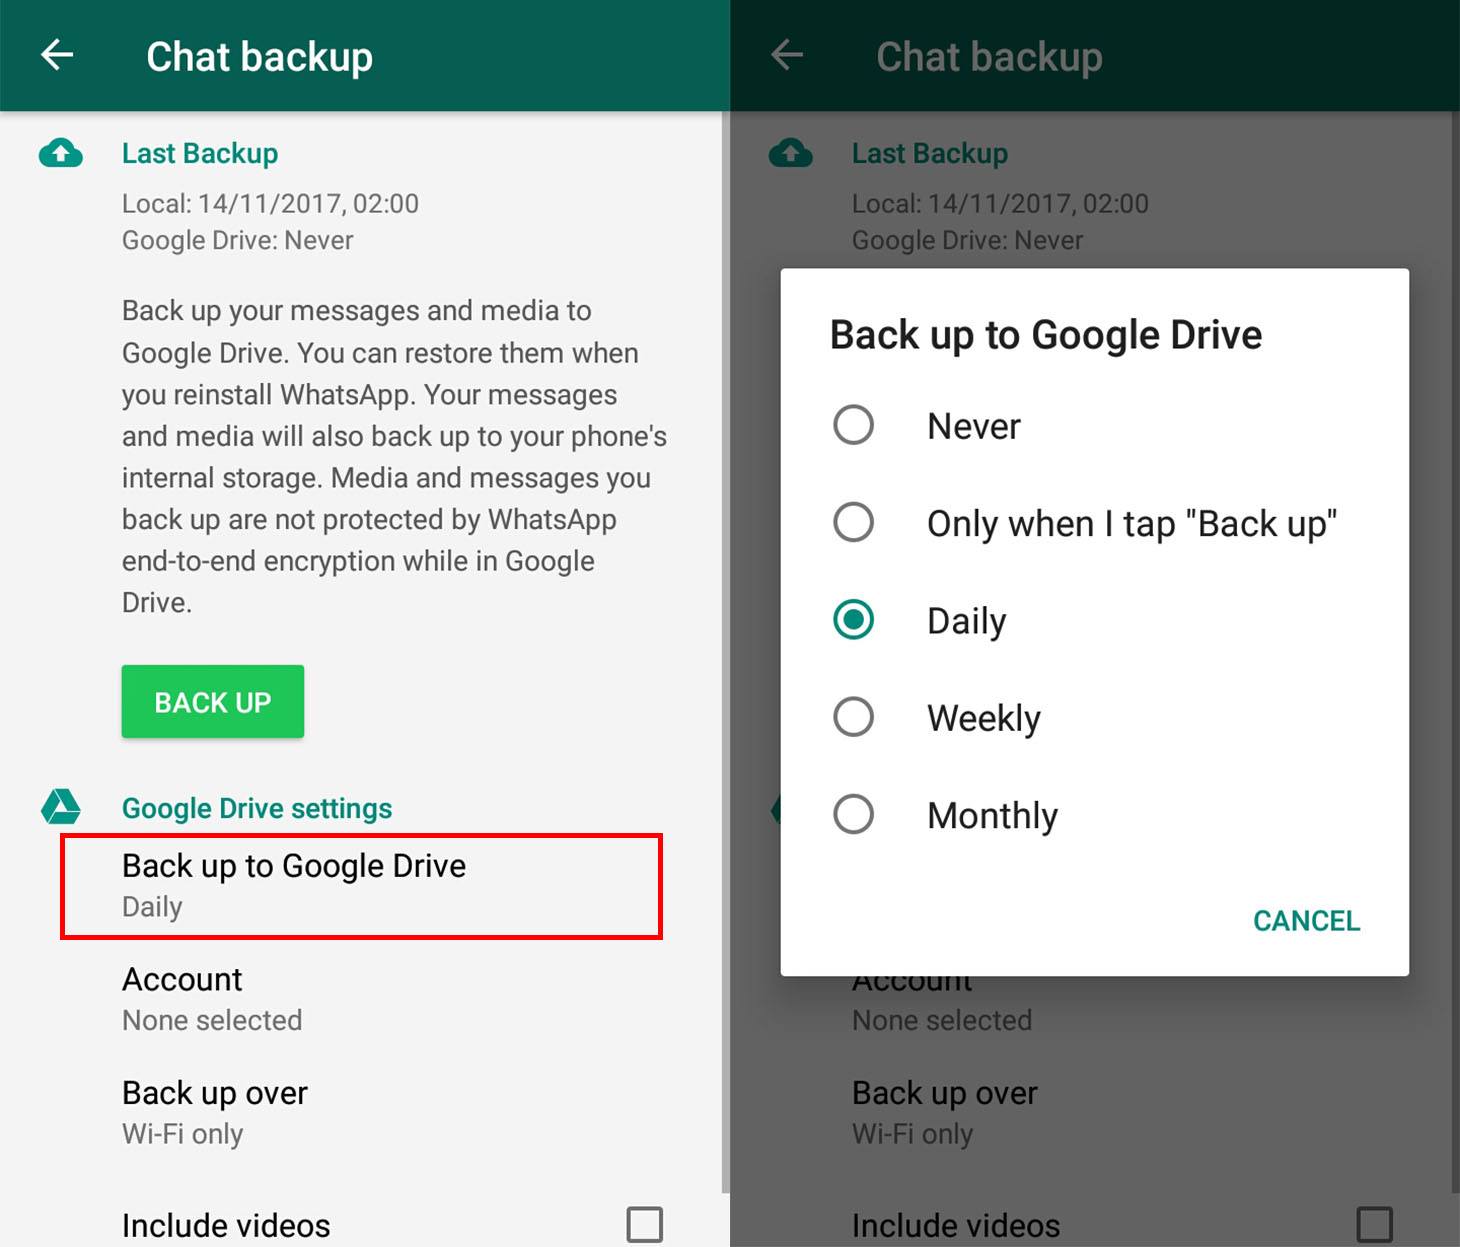 Chat backup
Last Backup
Local: 14/11/2017, 02:00
Google Drive: Never
Back up your messages and media to
Google Drive. You can restore them when
you reinstall WhatsApp. Your messages
and media will also back up to your phone's
internal storage. Media and messages you
back up are not protected by WhatsApp
end-to-end encryption while in Google
Drive.
BACK UP
Google Drive settings
Back up to Google Drive
Daily
Account
None selected
Back up over
Wi-Fi only
Include videos
Chat backup
Last Backup
Local: 14/11/2017, 02:00
Google Drive: Never
Back up to Google Drive
Never
Only when I tap "Back up"
Daily
Weekly
Monthly
CANCEL
Account
None selected
Back up over
Wi-Fi only
Include videos